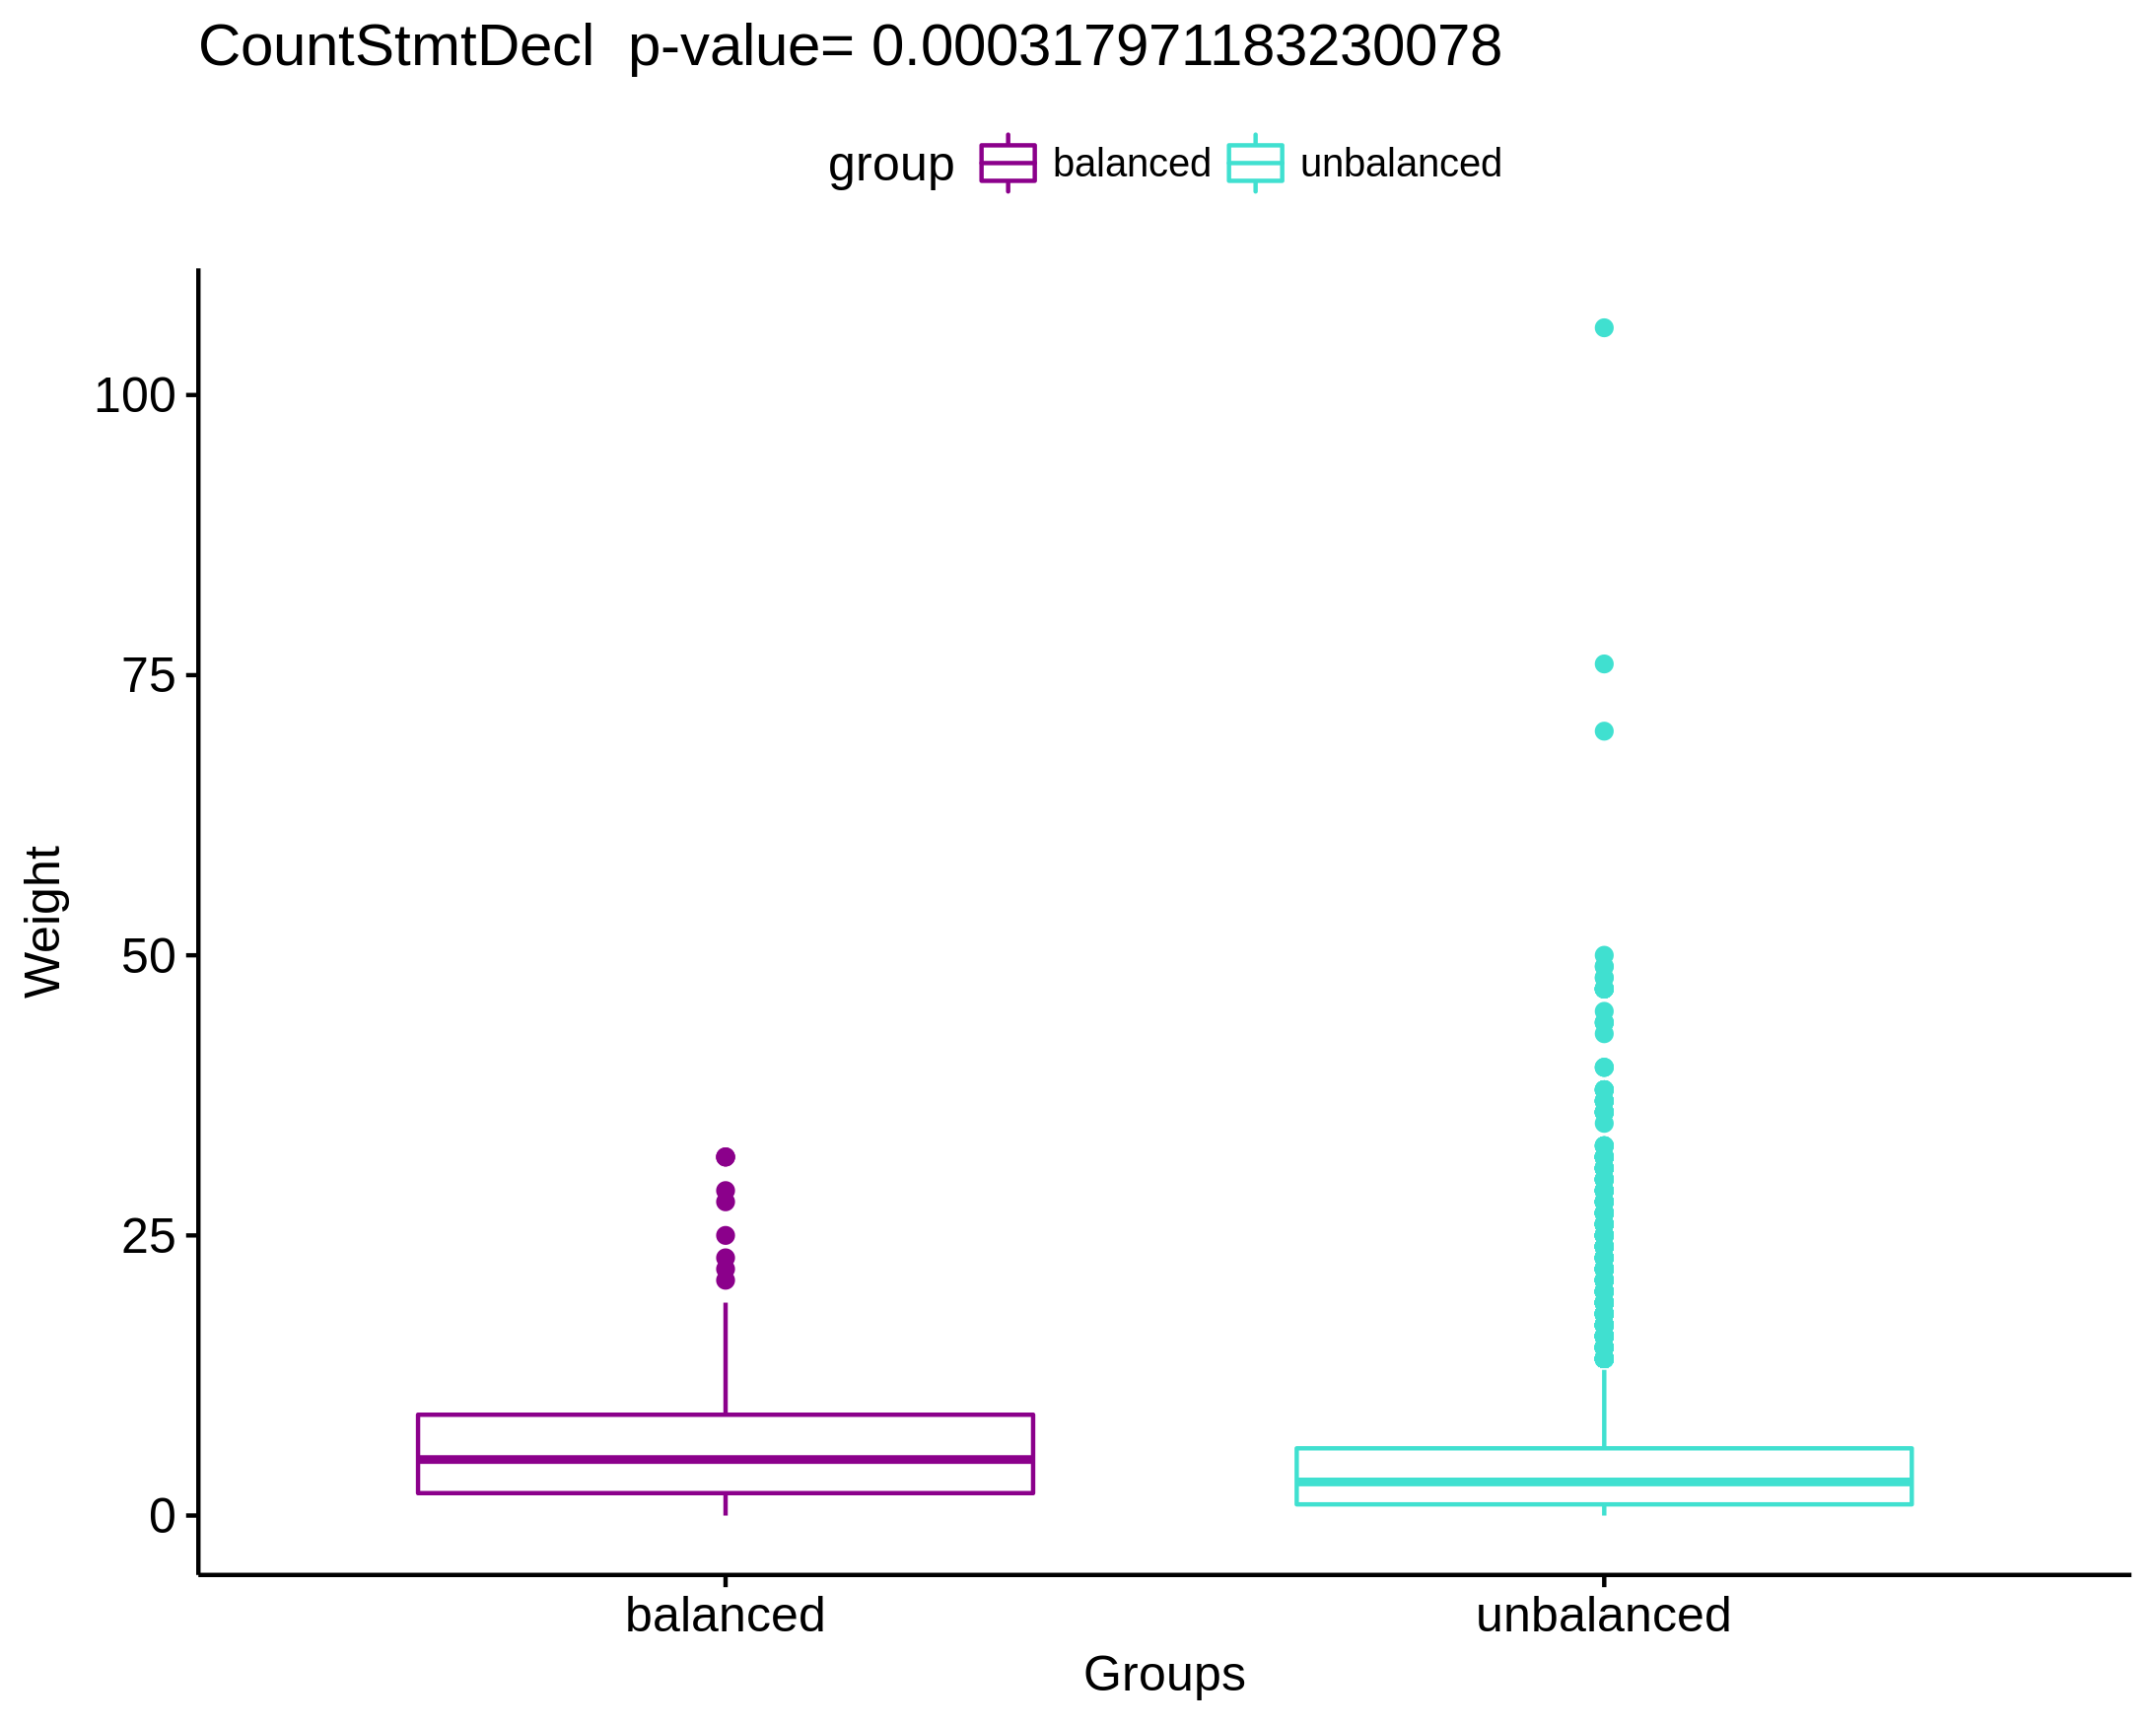 CountStmtDecl  p-value= 0.000317971183230078
group balanced unbalanced
100
75
50
25
0
Weight
balanced unbalanced
Groups